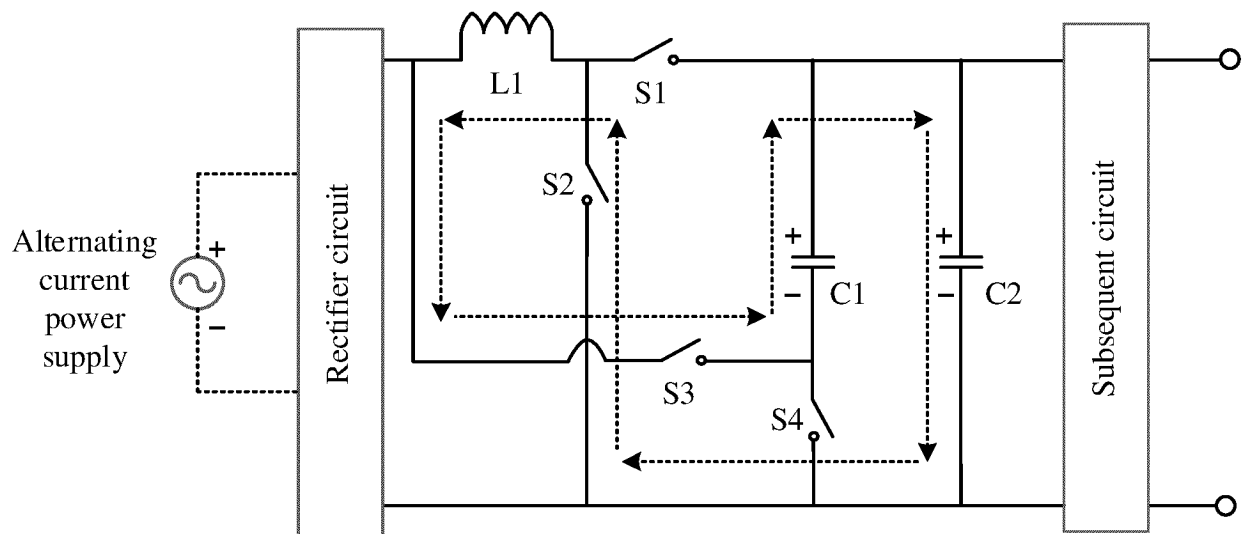 L1
S1
S2
Alternating
current
power
supply
+
−
Rectifier circuit
+
−
C1
+
−
C2
S3
S4
Subsequent circuit